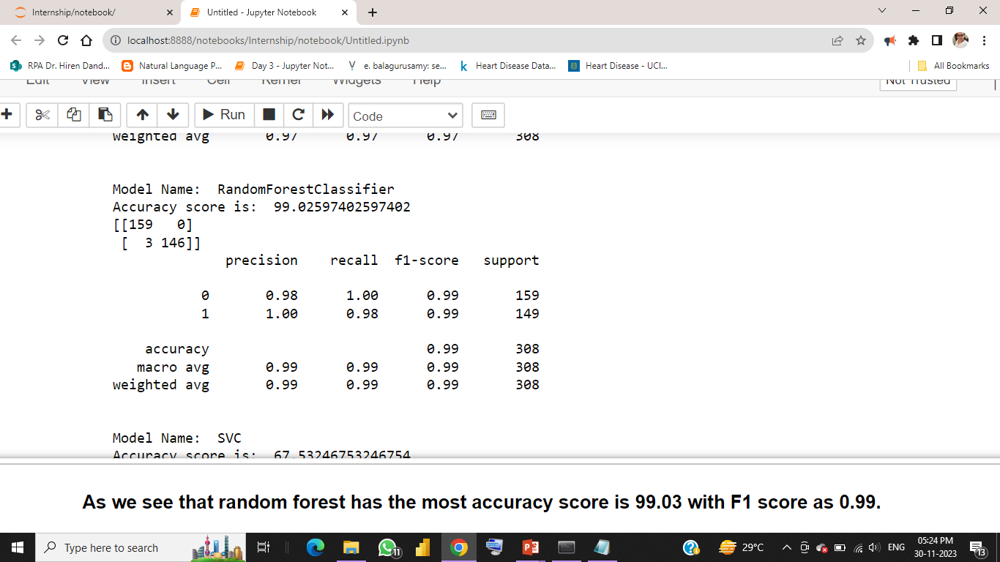 Internship/notebook/
Untitled - Jupyter Notebook
localhost:8888/notebooks/Internship/notebook/Untitled.ipynb
RPA Dr. Hiren Dand... Natural Language P... Day 3 - Jupyter Not... e. balagurusamy: se... Heart Disease Data... Heart Disease - UCI... All Bookmarks
Edit View Insert Cell Kernel Widgets Help Not Trusted
Run Code
weighted avg 0.97 0.97 0.97 308
Model Name: RandomForestClassifier
Accuracy score is: 99.02597402597402
[[159 0]
[ 3 146]]
precision recall f1-score support
0 0.98 1.00 0.99 159
1 1.00 0.98 0.99 149
accuracy 0.99 308
macro avg 0.99 0.99 0.99 308
weighted avg 0.99 0.99 0.99 308
Model Name: SVC
Accuracy score is: 67.53246753246754
As we see that random forest has the most accuracy score is 99.03 with F1 score as 0.99.
Type here to search
11
29°C
ENG
05:24 PM
30-11-2023
13